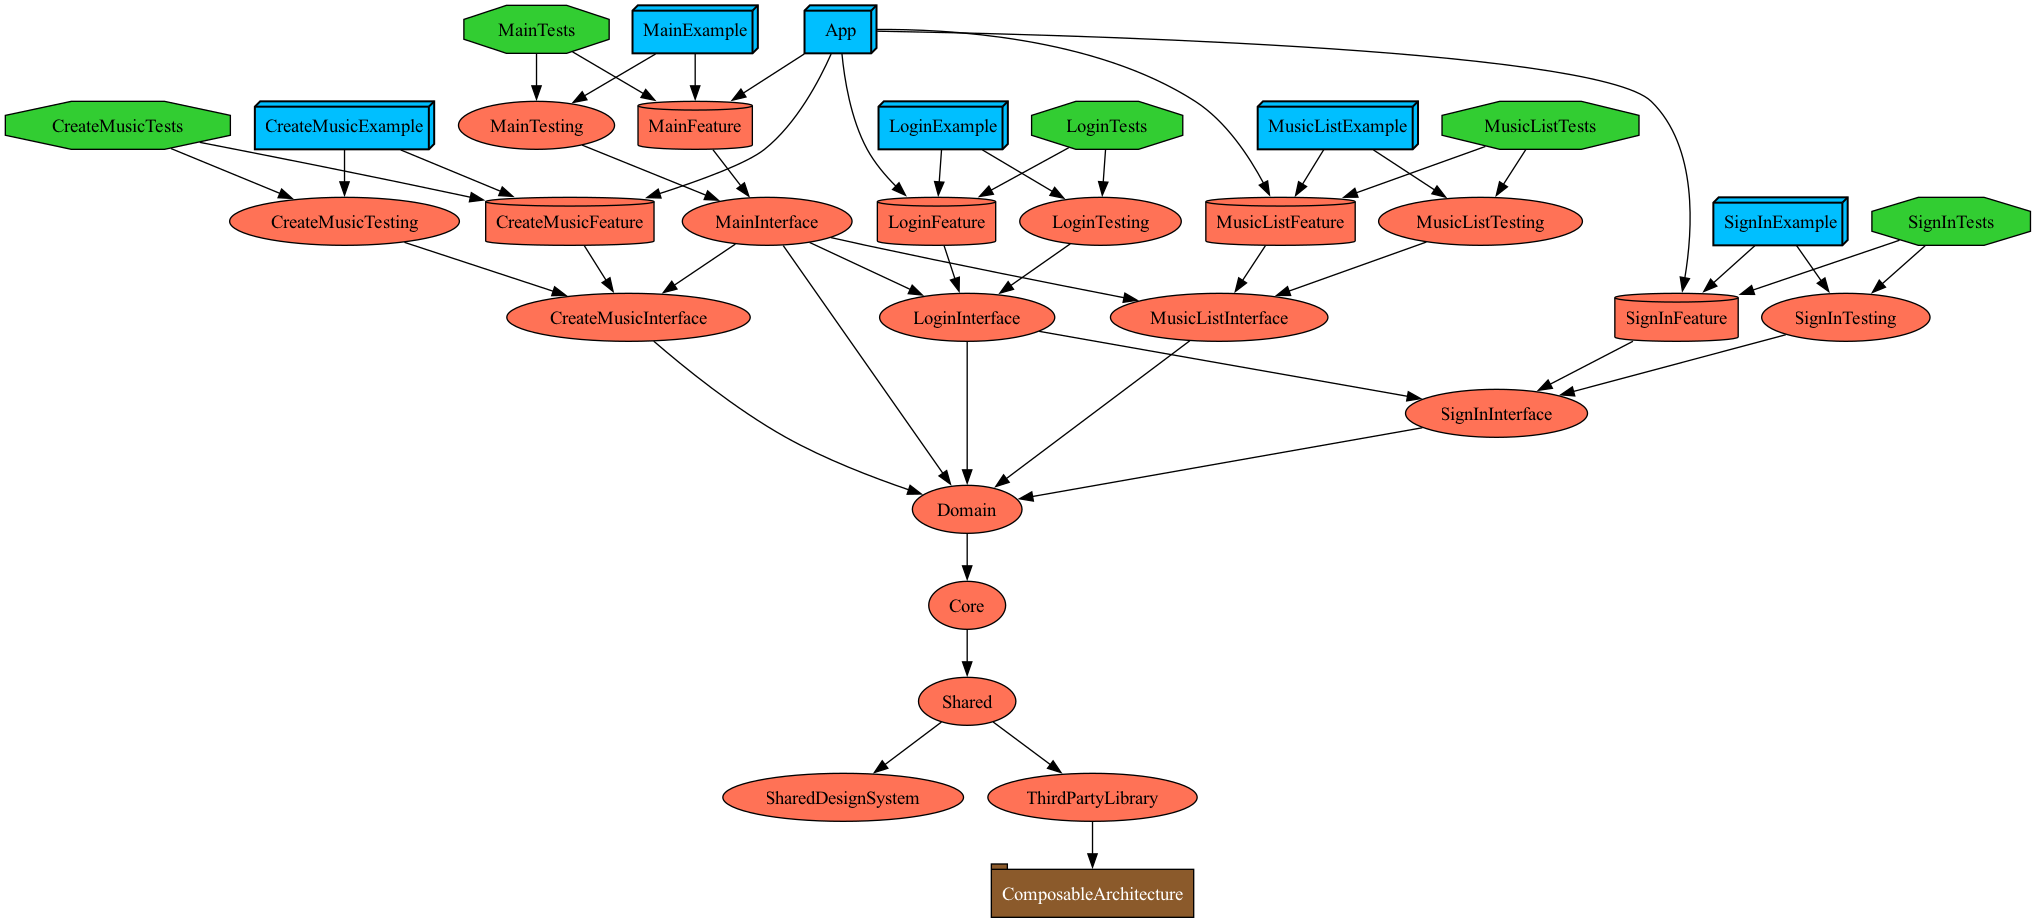 MainTests
MainExample
App
CreateMusicTests
CreateMusicExample
MainTesting
MainFeature
LoginExample
LoginTests
MusicListExample
MusicListTests
CreateMusicTesting
CreateMusicFeature
MainInterface
LoginFeature
LoginTesting
MusicListFeature
MusicListTesting
SignInExample
SignInTests
CreateMusicInterface
LoginInterface
MusicListInterface
SignInFeature
SignInTesting
SignInInterface
Domain
Core
Shared
SharedDesignSystem
ThirdPartyLibrary
ComposableArchitecture